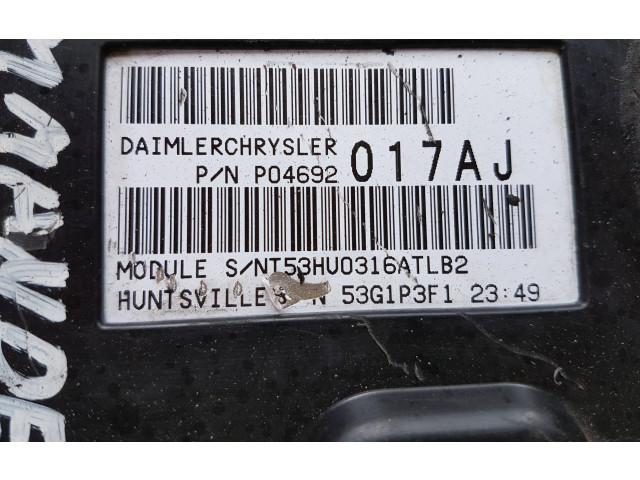 DAIMLERCHRYSLER
P/N P04692 017AJ
MODULE S/NT53HU0316ATLB2
HUNTSVILLE N 53G1P3F1 23:49